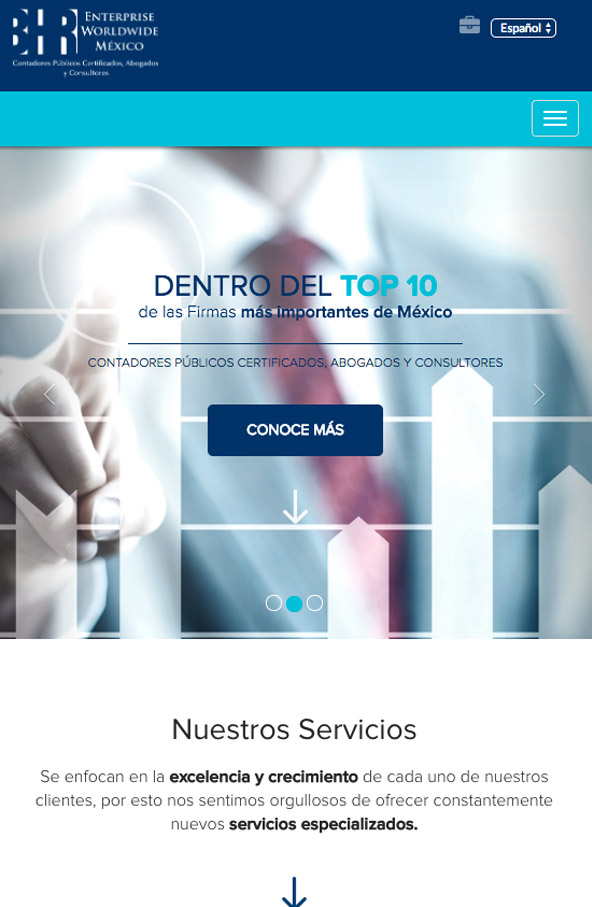 ENTERPRISE
WORLDWIDE
MÉXICO
Contadores Públicos Certificados, Abogados
y Consultores
Español
DENTRO DEL TOP 10
de las Firmas más importantes de México
CONTADORES PÚBLICOS CERTIFICADOS, ABOGADOS Y CONSULTORES
CONOCE MÁS
Nuestros Servicios
Se enfocan en la excelencia y crecimiento de cada uno de nuestros
clientes, por esto nos sentimos orgullosos de ofrecer constantemente
nuevos servicios especializados.